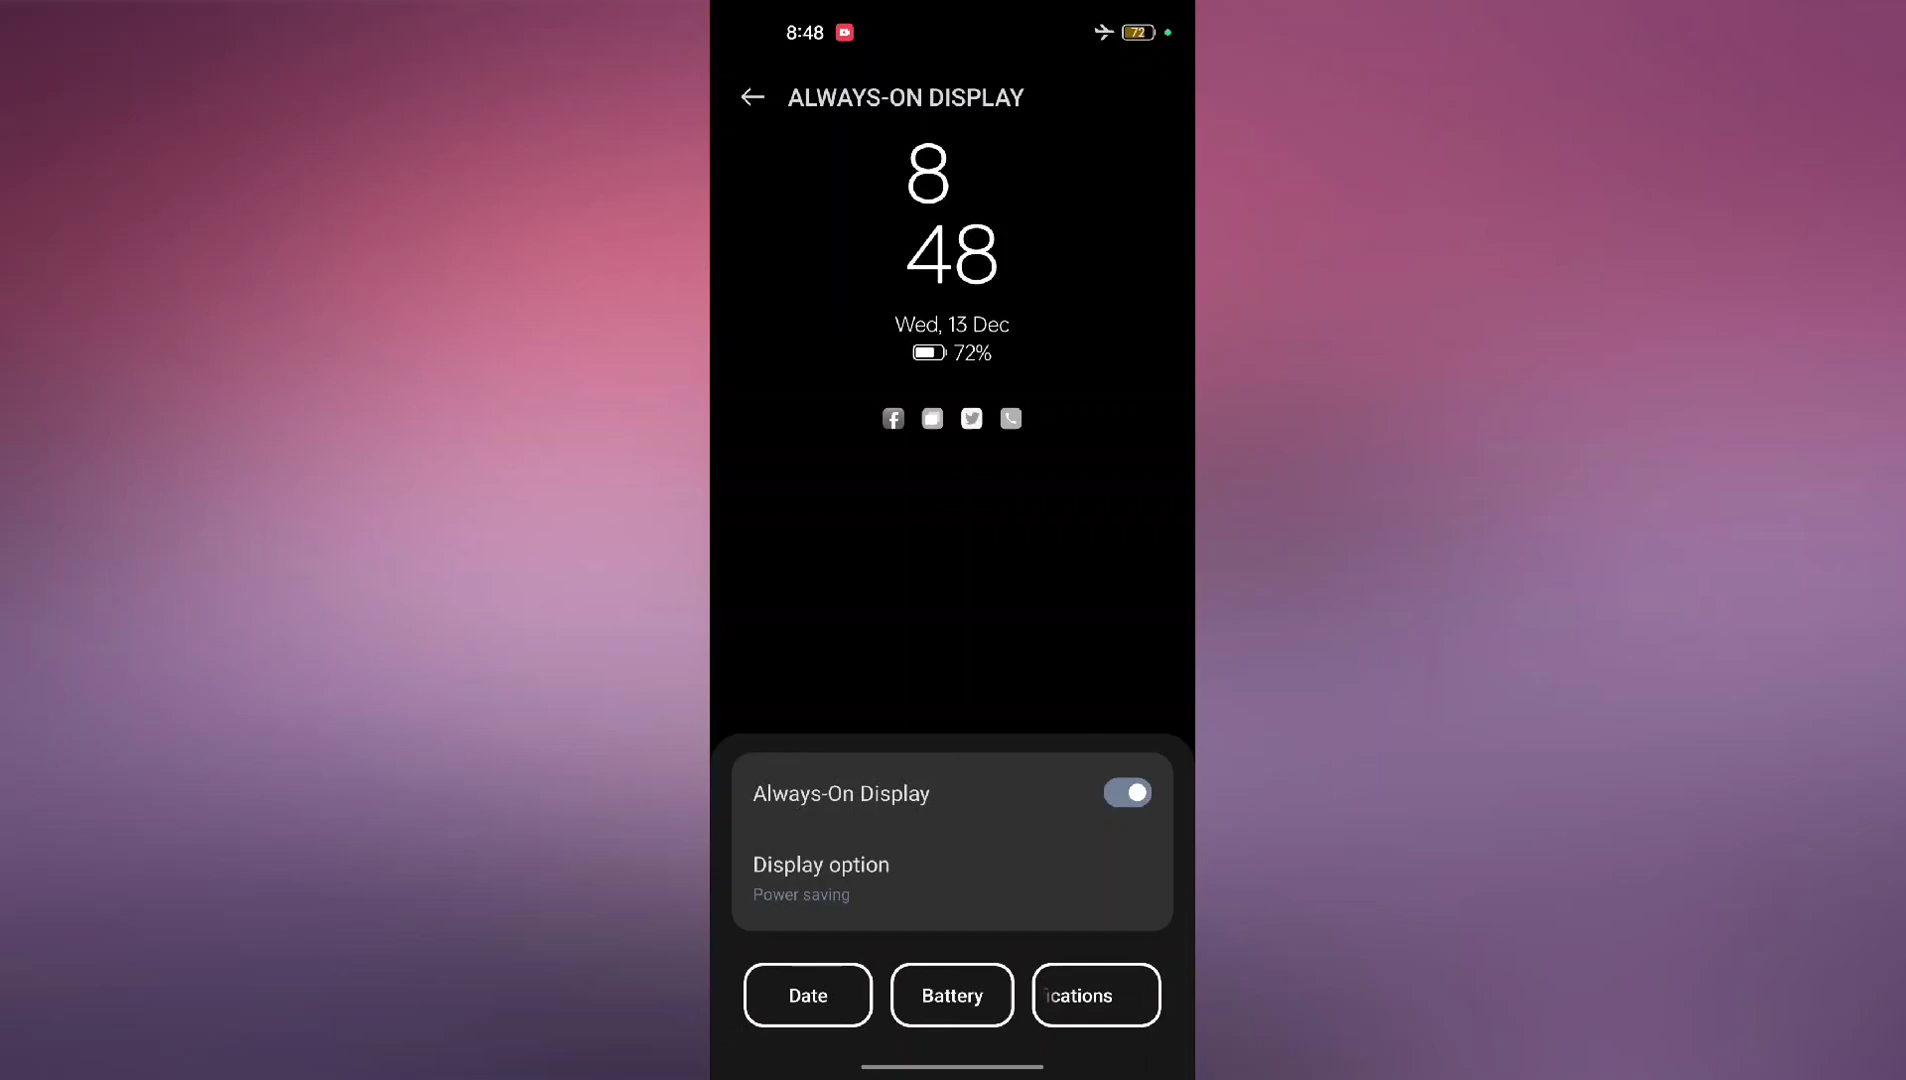 8:48
72
ALWAYS-ON DISPLAY
8
48
Wed, 13 Dec
72%
Always-On Display
Display option
Power saving
Date
Battery
ications